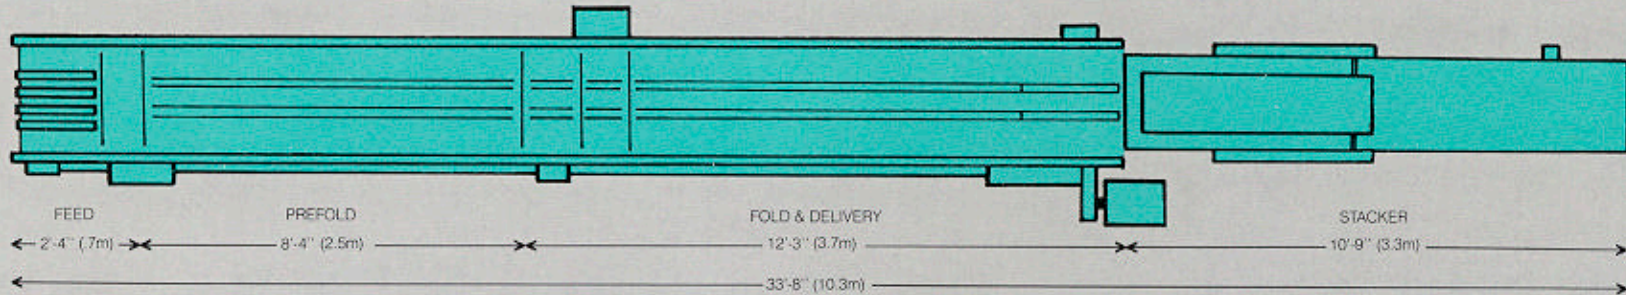 FEED PREFOLD FOLD & DELIVERY STACKER
2'-4" (.7m) 8'-4" (2.5m) 12'-3" (3.7m) 10'-9" (3.3m)
33'-8" (10.3m)